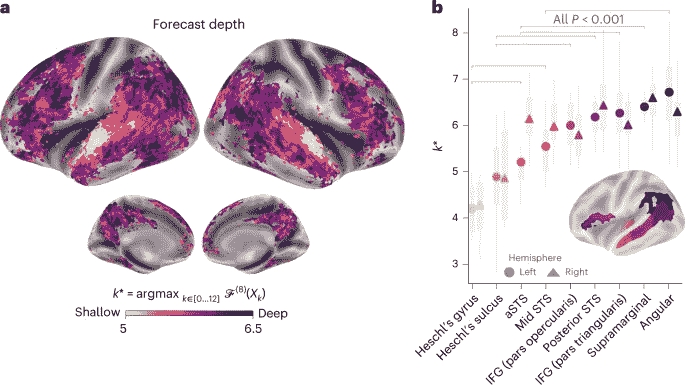 a
Forecast depth
k* = argmax k∈[0...12] ℱ(8)(Xk)
Shallow
Deep
5
6.5
b
All P < 0.001
8
7
6
5
4
3
k*
Hemisphere
Left
Right
Heschl's gyrus
Heschl's sulcus
aSTS
Mid STS
IFG (pars opercularis)
Posterior STS
IFG (pars triangularis)
Supramarginal
Angular